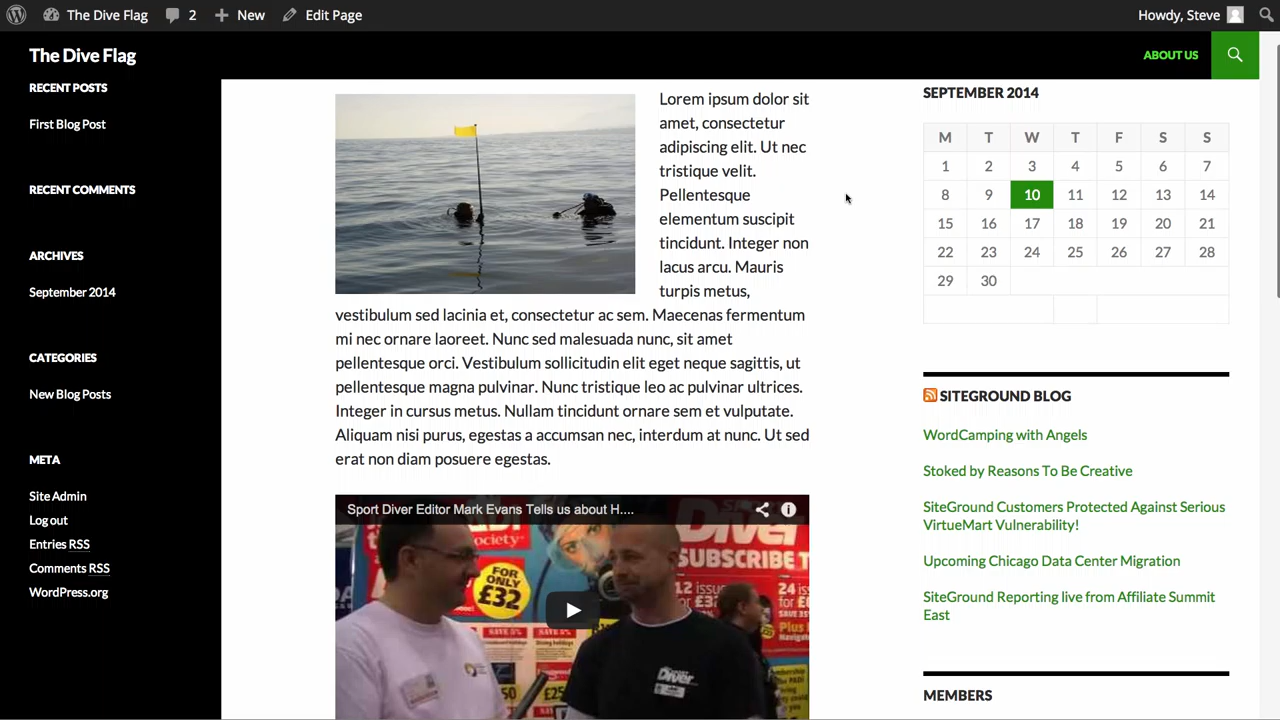 The Dive Flag
2
New
Edit Page
Howdy, Steve
The Dive Flag
ABOUT US
RECENT POSTS
First Blog Post
RECENT COMMENTS
ARCHIVES
September 2014
CATEGORIES
New Blog Posts
META
Site Admin
Log out
Entries RSS
Comments RSS
WordPress.org
Lorem ipsum dolor sit
amet, consectetur
adipiscing elit. Ut nec
tristique velit.
Pellentesque
elementum suscipit
tincidunt. Integer non
lacus arcu. Mauris
turpis metus,
vestibulum sed lacinia et, consectetur ac sem. Maecenas fermentum
mi nec ornare laoreet. Nunc sed malesuada nunc, sit amet
pellentesque orci. Vestibulum sollicitudin elit eget neque sagittis, ut
pellentesque magna pulvinar. Nunc tristique leo ac pulvinar ultrices.
Integer in cursus metus. Nullam tincidunt ornare sem et vulputate.
Aliquam nisi purus, egestas a accumsan nec, interdum at nunc. Ut sed
erat non diam posuere egestas.
Sport Diver Editor Mark Evans Tells us about H....
Diver
SUBSCRIBE T
FOR
ONLY
£32
Diver
SEPTEMBER 2014
M T W T F S S
1 2 3 4 5 6 7
8 9 10 11 12 13 14
15 16 17 18 19 20 21
22 23 24 25 26 27 28
29 30
SITEGROUND BLOG
WordCamping with Angels
Stoked by Reasons To Be Creative
SiteGround Customers Protected Against Serious
VirtueMart Vulnerability!
Upcoming Chicago Data Center Migration
SiteGround Reporting live from Affiliate Summit
East
MEMBERS